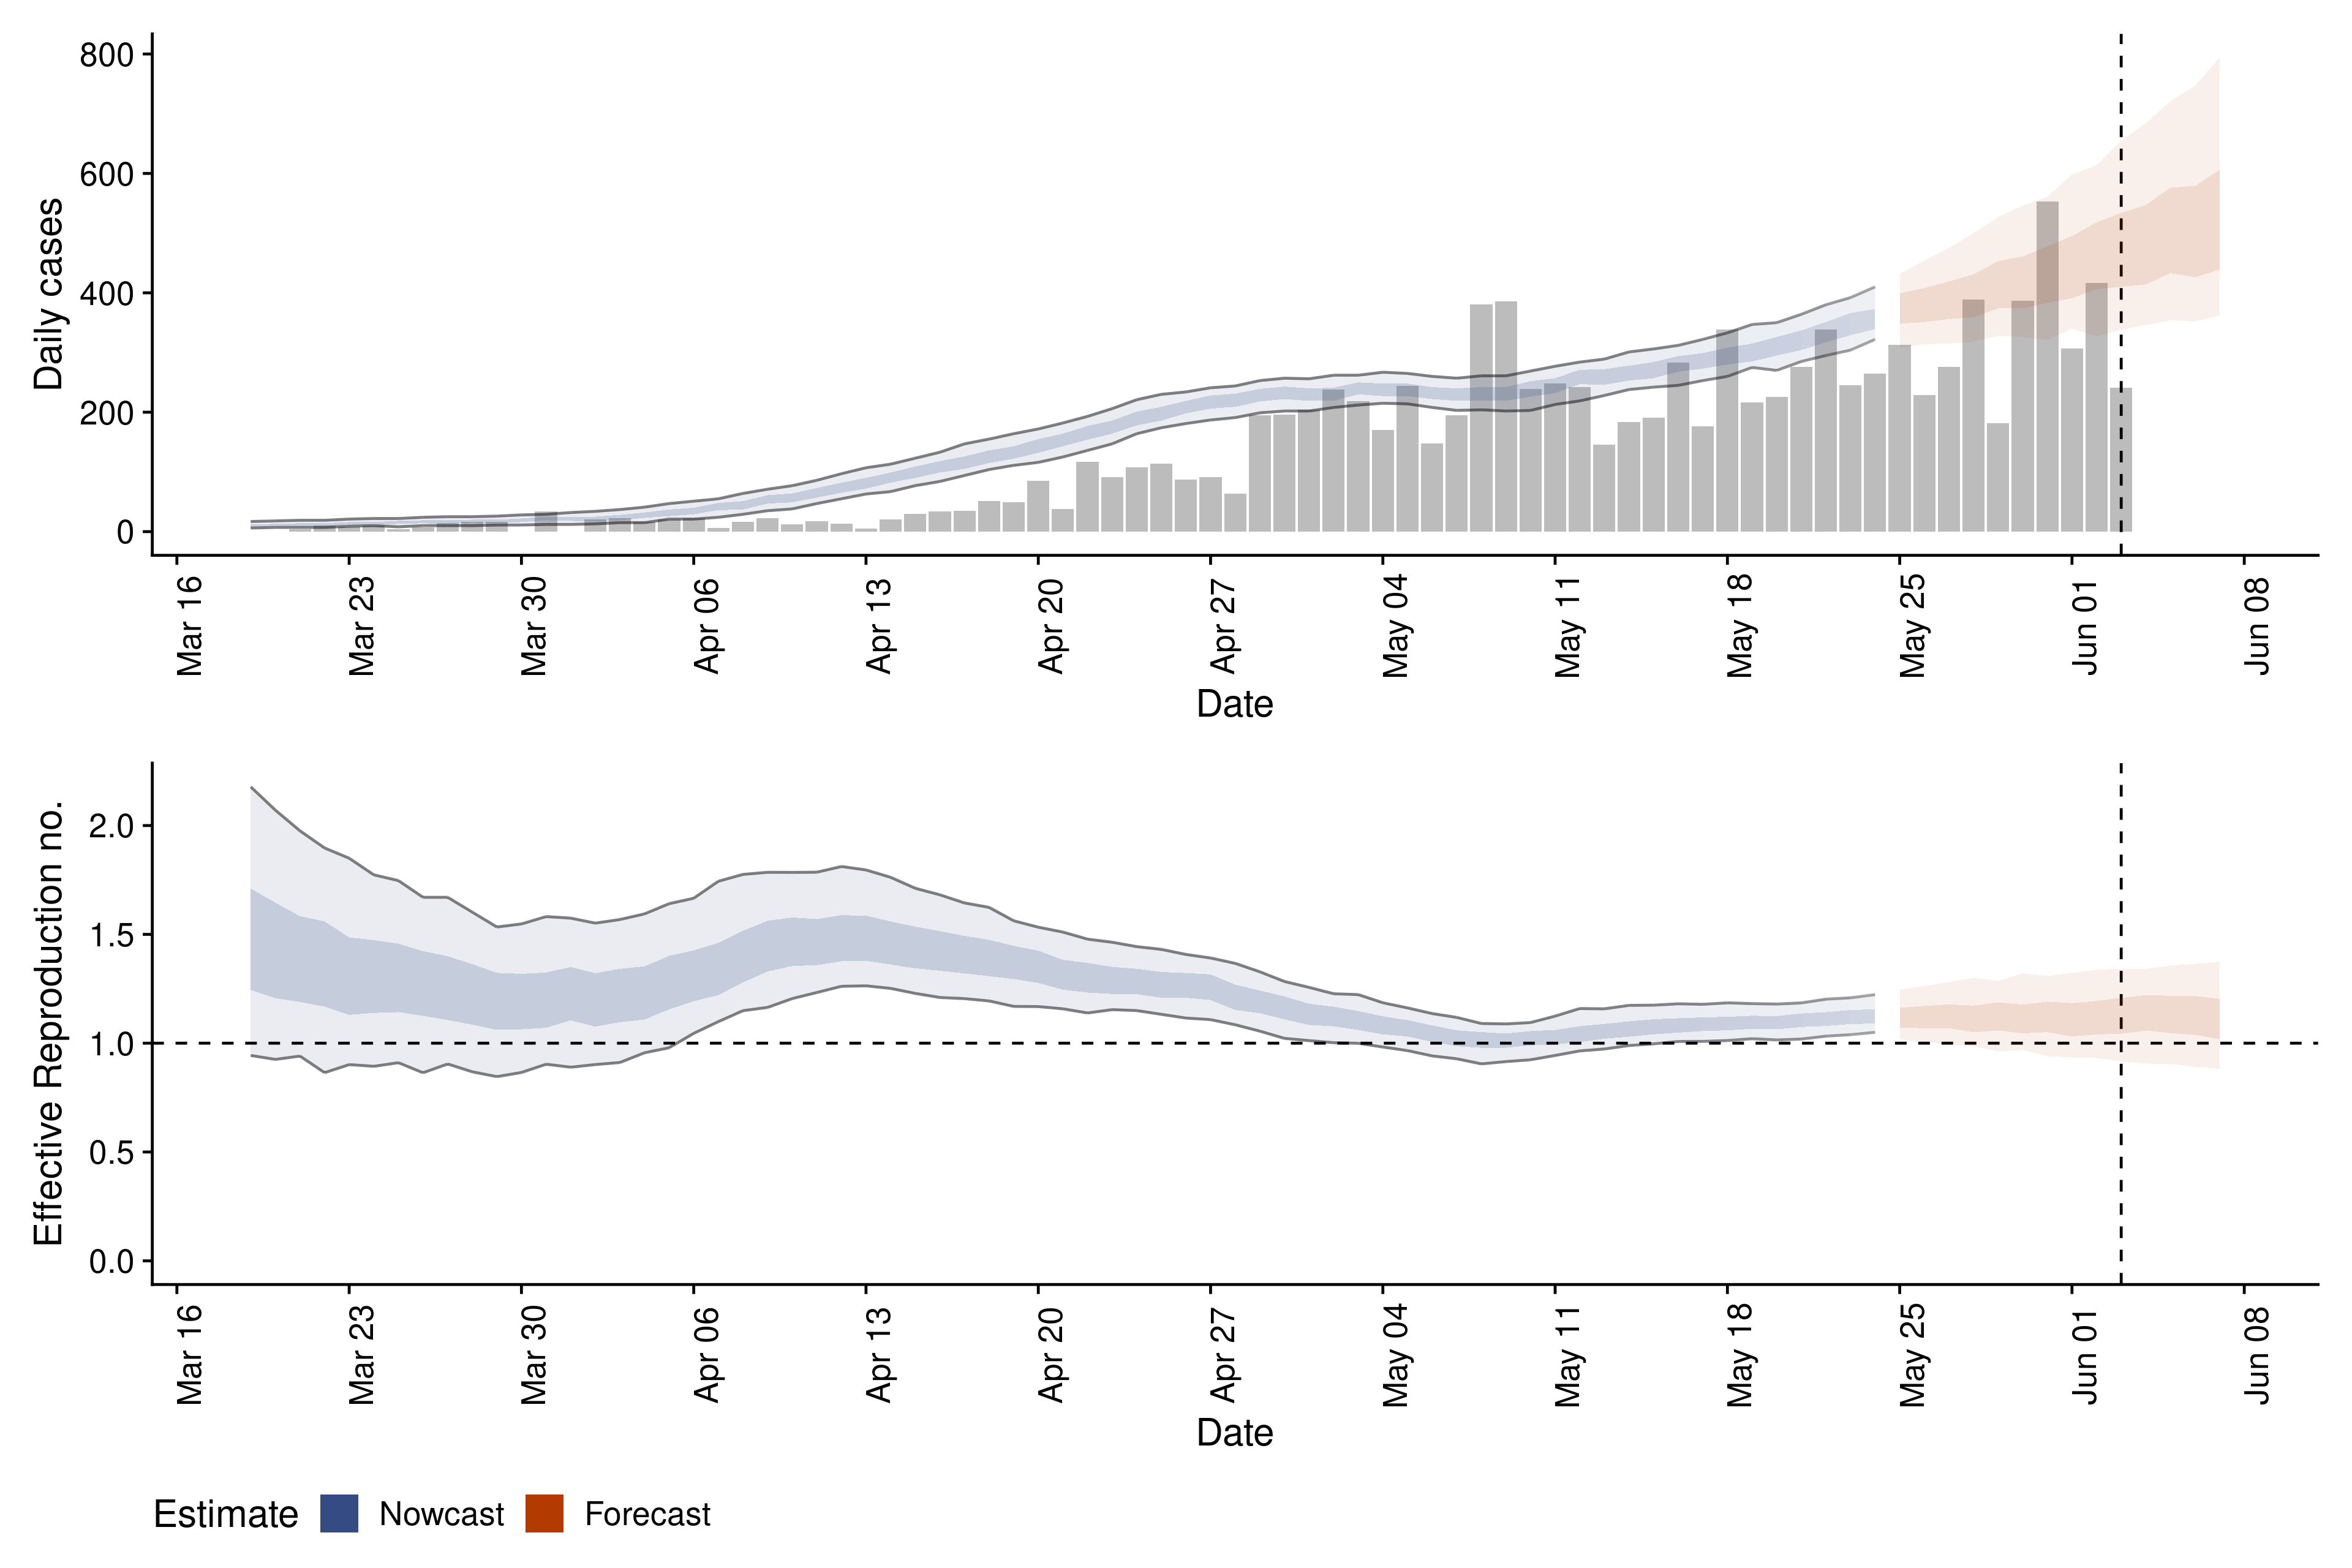 Daily cases
800
600
400
200
0
Mar 16
Mar 23
Mar 30
Apr 06
Apr 13
Apr 20
Apr 27
May 04
May 11
May 18
May 25
Jun 01
Jun 08
Date
Effective Reproduction no.
2.0
1.5
1.0
0.5
0.0
Mar 16
Mar 23
Mar 30
Apr 06
Apr 13
Apr 20
Apr 27
May 04
May 11
May 18
May 25
Jun 01
Jun 08
Date
Estimate Nowcast Forecast